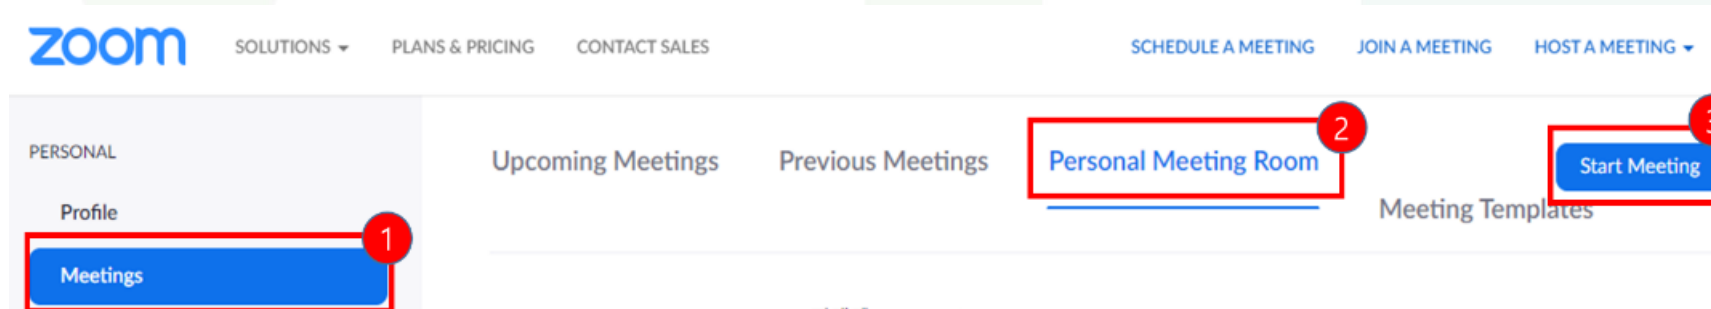 zoom SOLUTIONS PLANS & PRICING CONTACT SALES SCHEDULE A MEETING JOIN A MEETING HOST A MEETING
PERSONAL
Profile
1
Meetings
Upcoming Meetings Previous Meetings Personal Meeting Room
2
3
Start Meeting
Meeting Templates